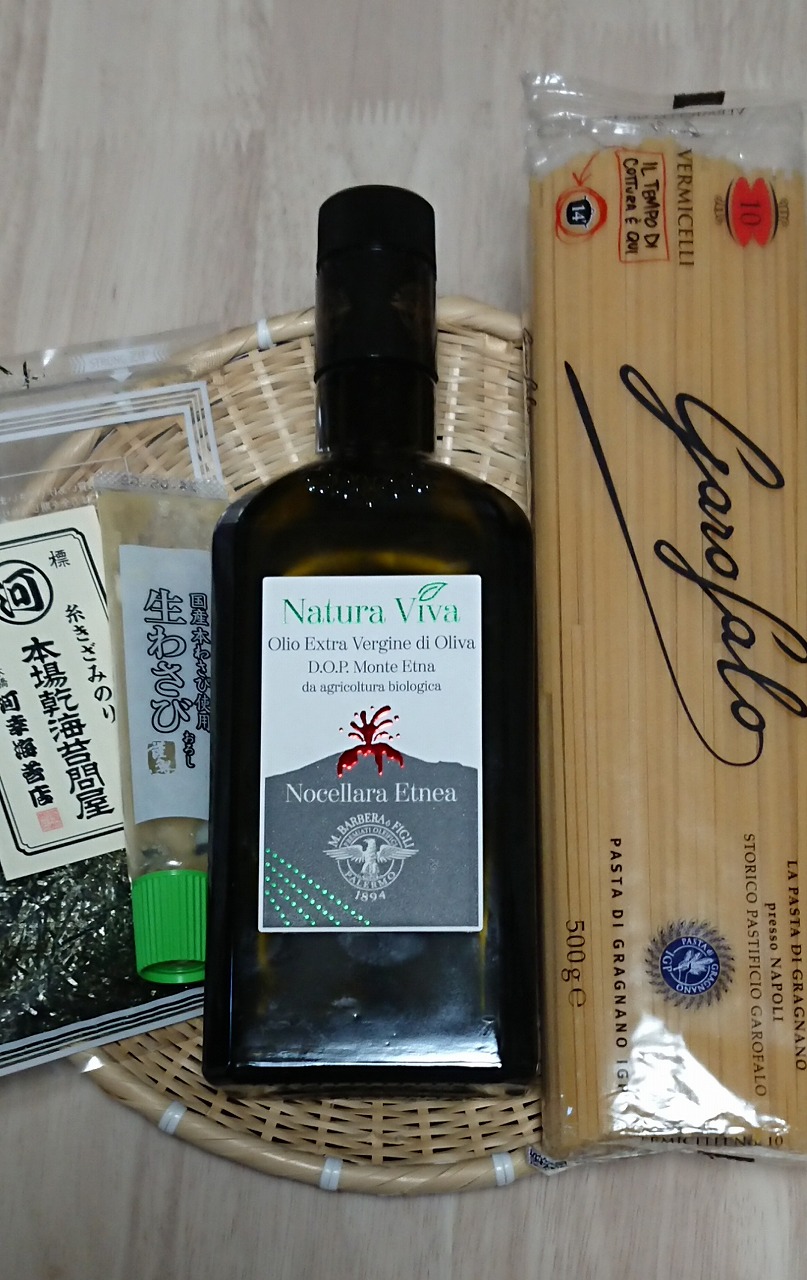 標
河
糸きざみのり
本場乾海苔問屋
河幸海苔店
国産本わさび使用
生わさび
おろし
Natura Viva
Olio Extra Vergine di Oliva
D.O.P. Monte Etna
da agricoltura biologica
Nocellara Etnea
M. BARBERA & FIGLI
PREMIATI OLEIFICI
PALERMO
1894
VERMICELLI
10
IL TEMPO DI
COTTURA È QUI
14'
Garofalo
LA PASTA DI GRAGNANO
presso NAPOLI
STORICO PASTIFICIO GAROFALO
PASTA DI GRAGNANO IGP
PASTA di GRAGNANO
IGP
500g e